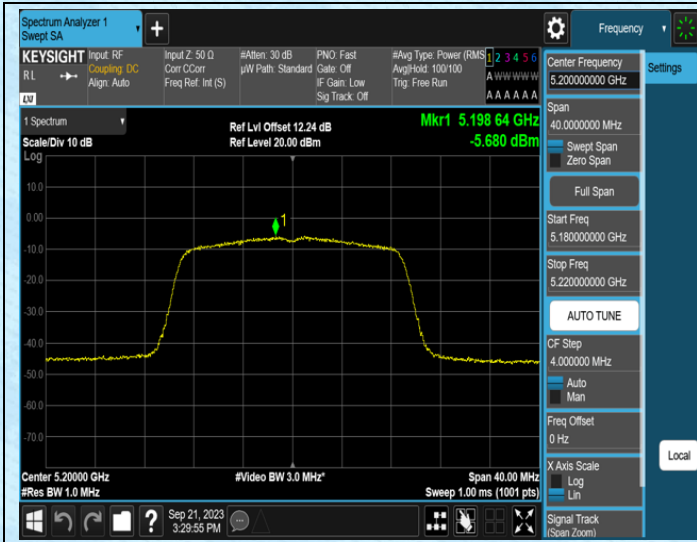 Spectrum Analyzer 1
Swept SA
+
Frequency
KEYSIGHT
RL
LXI
Input: RF
Coupling: DC
Align: Auto
Input Z: 50 Ω
Corr CCorr
Freq Ref: Int (S)
#Atten: 30 dB
µW Path: Standard
PNO: Fast
Gate: Off
IF Gain: Low
Sig Track: Off
#Avg Type: Power (RMS
Avg|Hold: 100/100
Trig: Free Run
1 2 3 4 5 6
A W W W W W
A A A A A A
1 Spectrum
Scale/Div 10 dB
Log
Ref Lvl Offset 12.24 dB
Ref Level 20.00 dBm
Mkr1 5.198 64 GHz
-5.680 dBm
10.0
0.00
-10.0
-20.0
-30.0
-40.0
-50.0
-60.0
-70.0
1
Center 5.20000 GHz
#Res BW 1.0 MHz
#Video BW 3.0 MHz*
Span 40.00 MHz
Sweep 1.00 ms (1001 pts)
?
Sep 21, 2023
3:29:55 PM
Center Frequency
5.200000000 GHz
Span
40.0000000 MHz
Swept Span
Zero Span
Full Span
Start Freq
5.180000000 GHz
Stop Freq
5.220000000 GHz
AUTO TUNE
CF Step
4.000000 MHz
Auto
Man
Freq Offset
0 Hz
X Axis Scale
Log
Lin
Signal Track
(Span Zoom)
Settings
Local